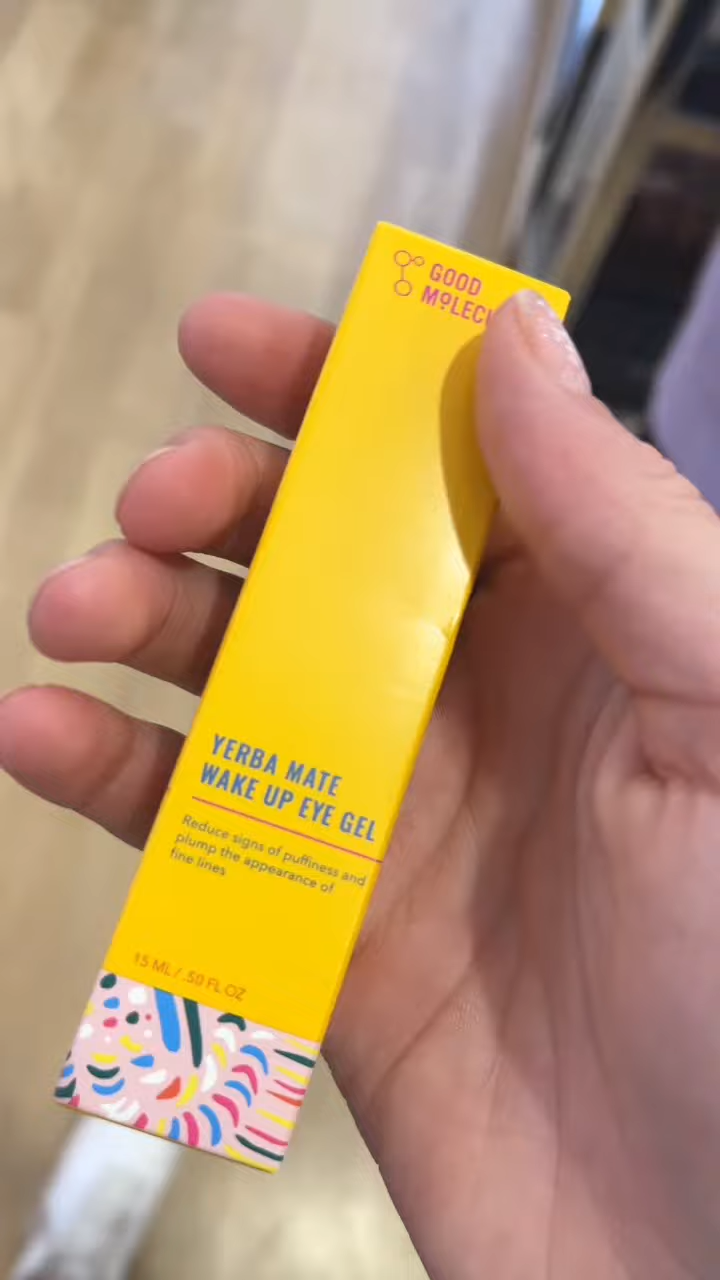 GOOD
YERBA MATE
WAKE UP EYE GEL
Reduce signs of puffiness and
plump the appearance of
fine lines
15 ML / .50 FL OZ